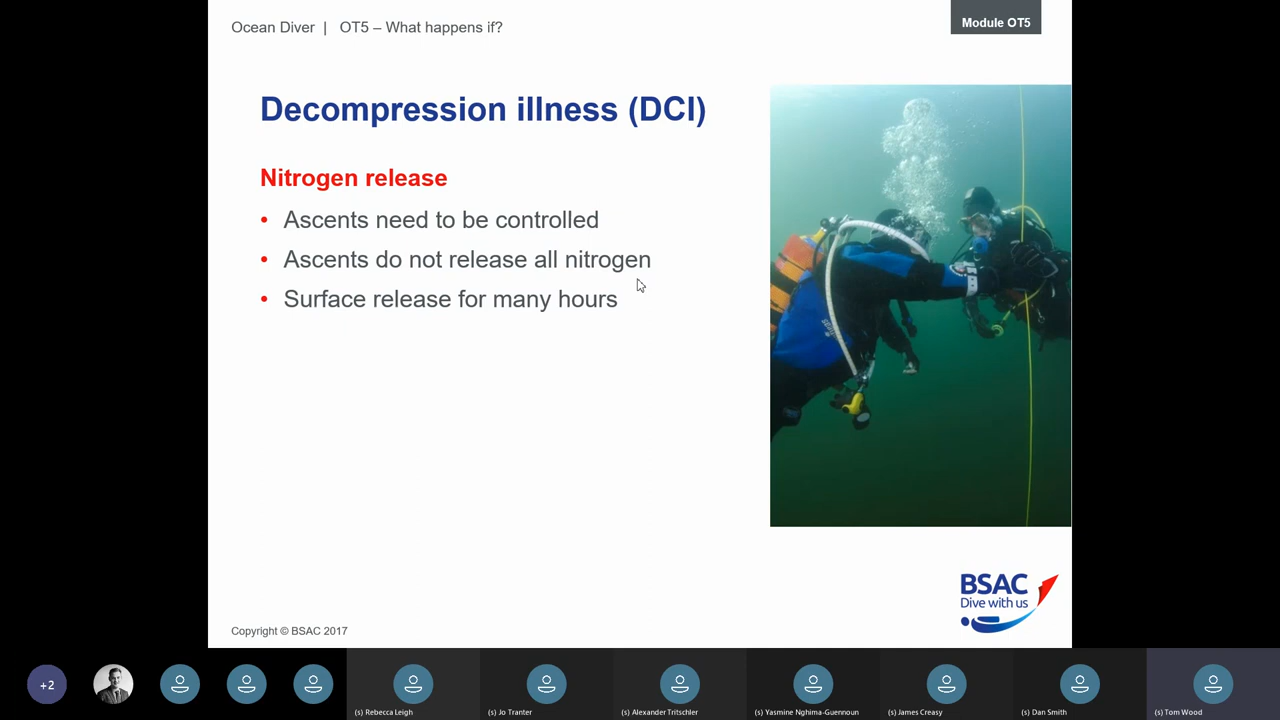 Ocean Diver | OT5 – What happens if?
Module OT5
Decompression illness (DCI)
Nitrogen release
• Ascents need to be controlled
• Ascents do not release all nitrogen
• Surface release for many hours
BSAC
Dive with us
Copyright © BSAC 2017
+2
(s) Rebecca Leigh
(s) Jo Tranter
(s) Alexander Tritschler
(s) Yasmine Nghima-Guennoun
(s) James Creasy
(s) Dan Smith
(s) Tom Wood